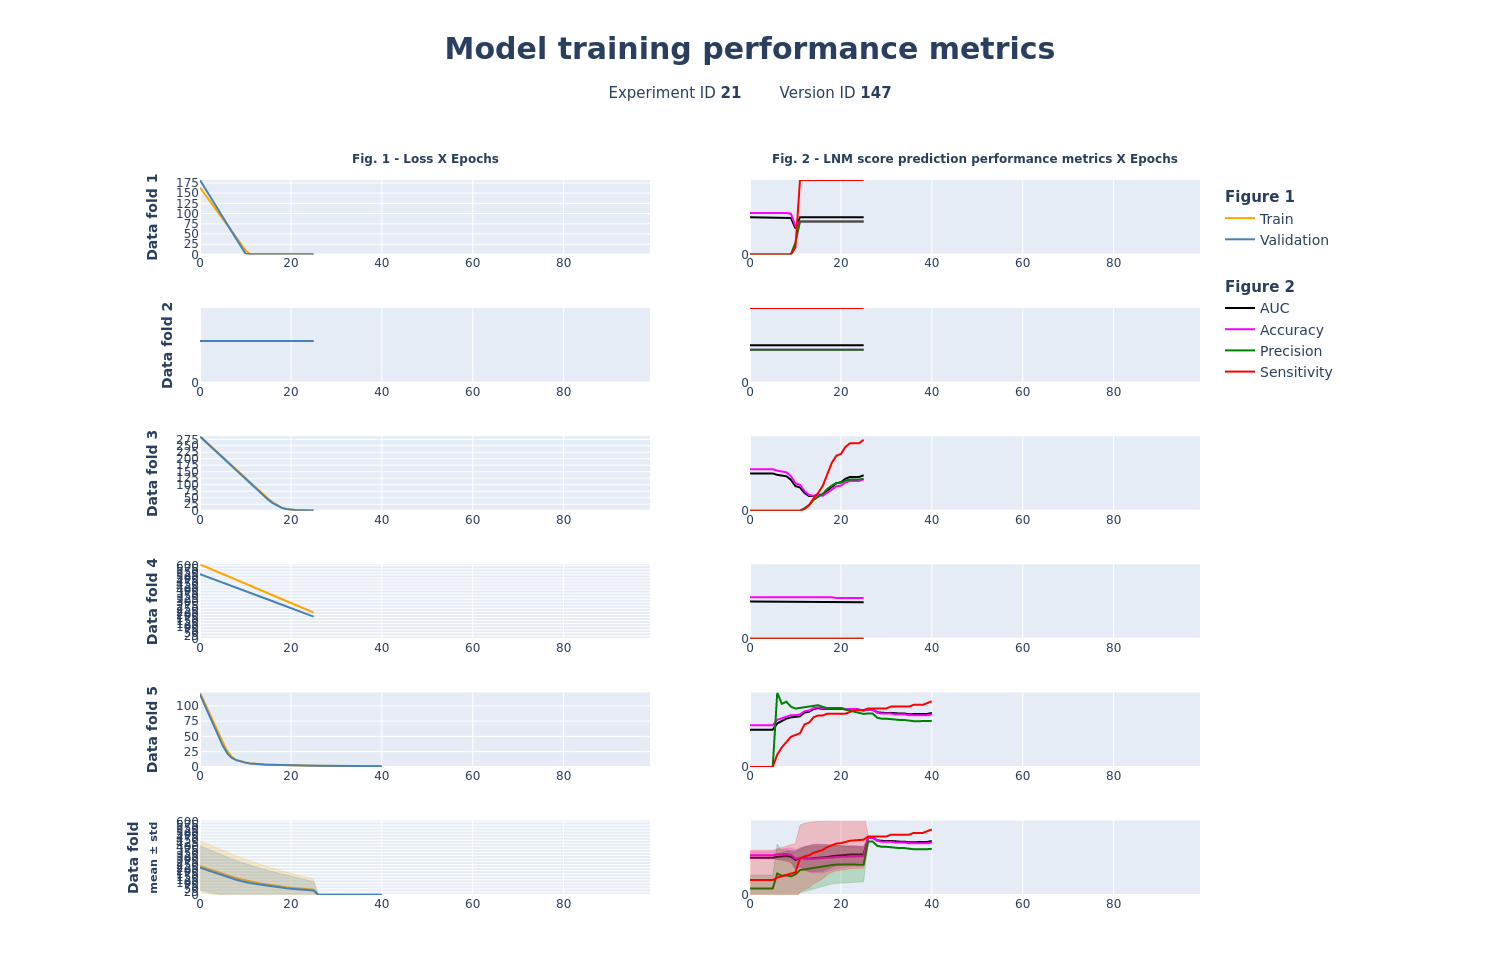 Model training performance metrics
Experiment ID 21 Version ID 147
Fig. 1 - Loss X Epochs
Fig. 2 - LNM score prediction performance metrics X Epochs
Data fold 1
175
150
125
100
75
50
25
0
0 20 40 60 80
0
0 20 40 60 80
Figure 1
Train
Validation
Figure 2
AUC
Accuracy
Precision
Sensitivity
Data fold 2
0
0 20 40 60 80
0
0 20 40 60 80
Data fold 3
275
250
225
200
175
150
125
100
75
50
25
0
0 20 40 60 80
0
0 20 40 60 80
Data fold 4
600
0
0 20 40 60 80
0
0 20 40 60 80
Data fold 5
100
75
50
25
0
0 20 40 60 80
0
0 20 40 60 80
Data fold
mean ± std
600
0
0 20 40 60 80
0
0 20 40 60 80